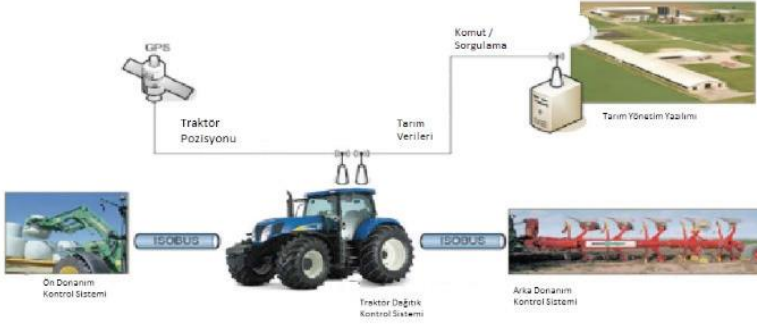 GPS
Komut /
Sorgulama
Traktör
Pozisyonu
Tarım
Verileri
Tarım Yönetim Yazılımı
ISOBUS
ISOBUS
Ön Donanım
Kontrol Sistemi
Traktör Dağıtık
Kontrol Sistemi
Arka Donanım
Kontrol Sistemi